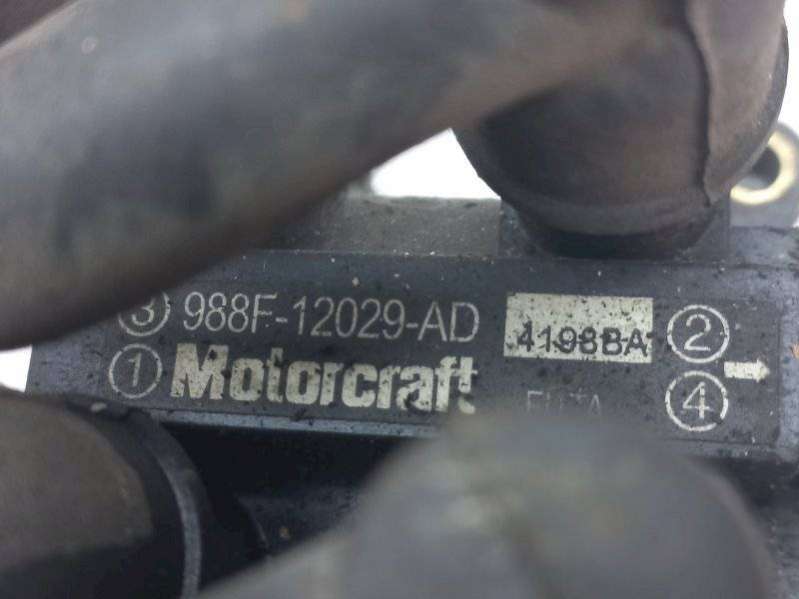 ③ 988F-12029-AD 4198BA ②
① Motorcraft ④